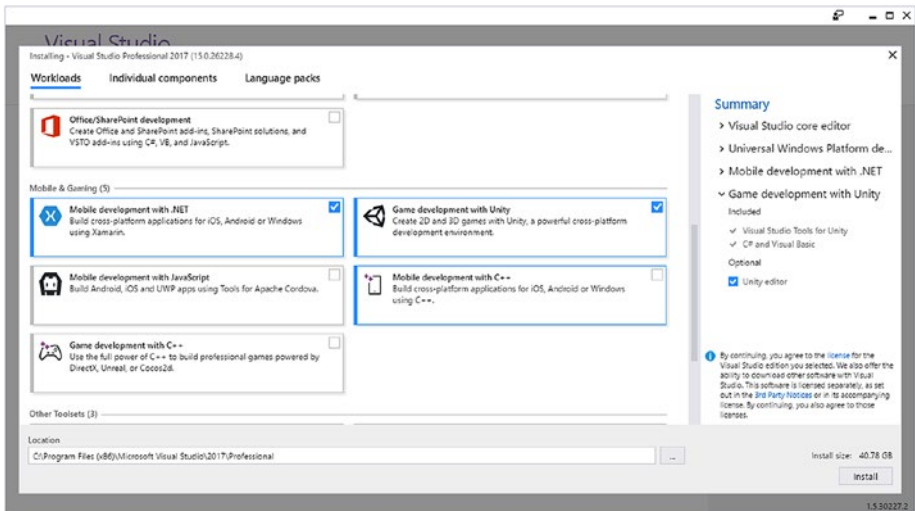 Visual Studio
Installing - Visual Studio Professional 2017 (15.0.26228.4)
Workloads
Individual components
Language packs
Office/SharePoint development
Create Office and SharePoint add-ins, SharePoint solutions, and
VSTO add-ins using C#, VB, and JavaScript.
Mobile & Gaming (5)
Mobile development with .NET
Build cross-platform applications for iOS, Android or Windows
using Xamarin.
Game development with Unity
Create 2D and 3D games with Unity, a powerful cross-platform
development environment.
Mobile development with JavaScript
Build Android, iOS and UWP apps using Tools for Apache Cordova.
Mobile development with C++
Build cross-platform applications for iOS, Android or Windows
using C++.
Game development with C++
Use the full power of C++ to build professional games powered by
DirectX, Unreal, or Cocos2d.
Other Toolsets (3)
Summary
> Visual Studio core editor
> Universal Windows Platform de...
> Mobile development with .NET
Game development with Unity
Included
Visual Studio Tools for Unity
C# and Visual Basic
Optional
Unity editor
By continuing, you agree to the license for the
Visual Studio edition you selected. We also offer the
ability to download other software with Visual
Studio. This software is licensed separately, as set
out in the 3rd Party Notices or in its accompanying
license. By continuing, you also agree to those
licenses.
Location
C:\Program Files (x86)\Microsoft Visual Studio\2017\Professional
...
Install size: 40.78 GB
Install
1.5.30227.2